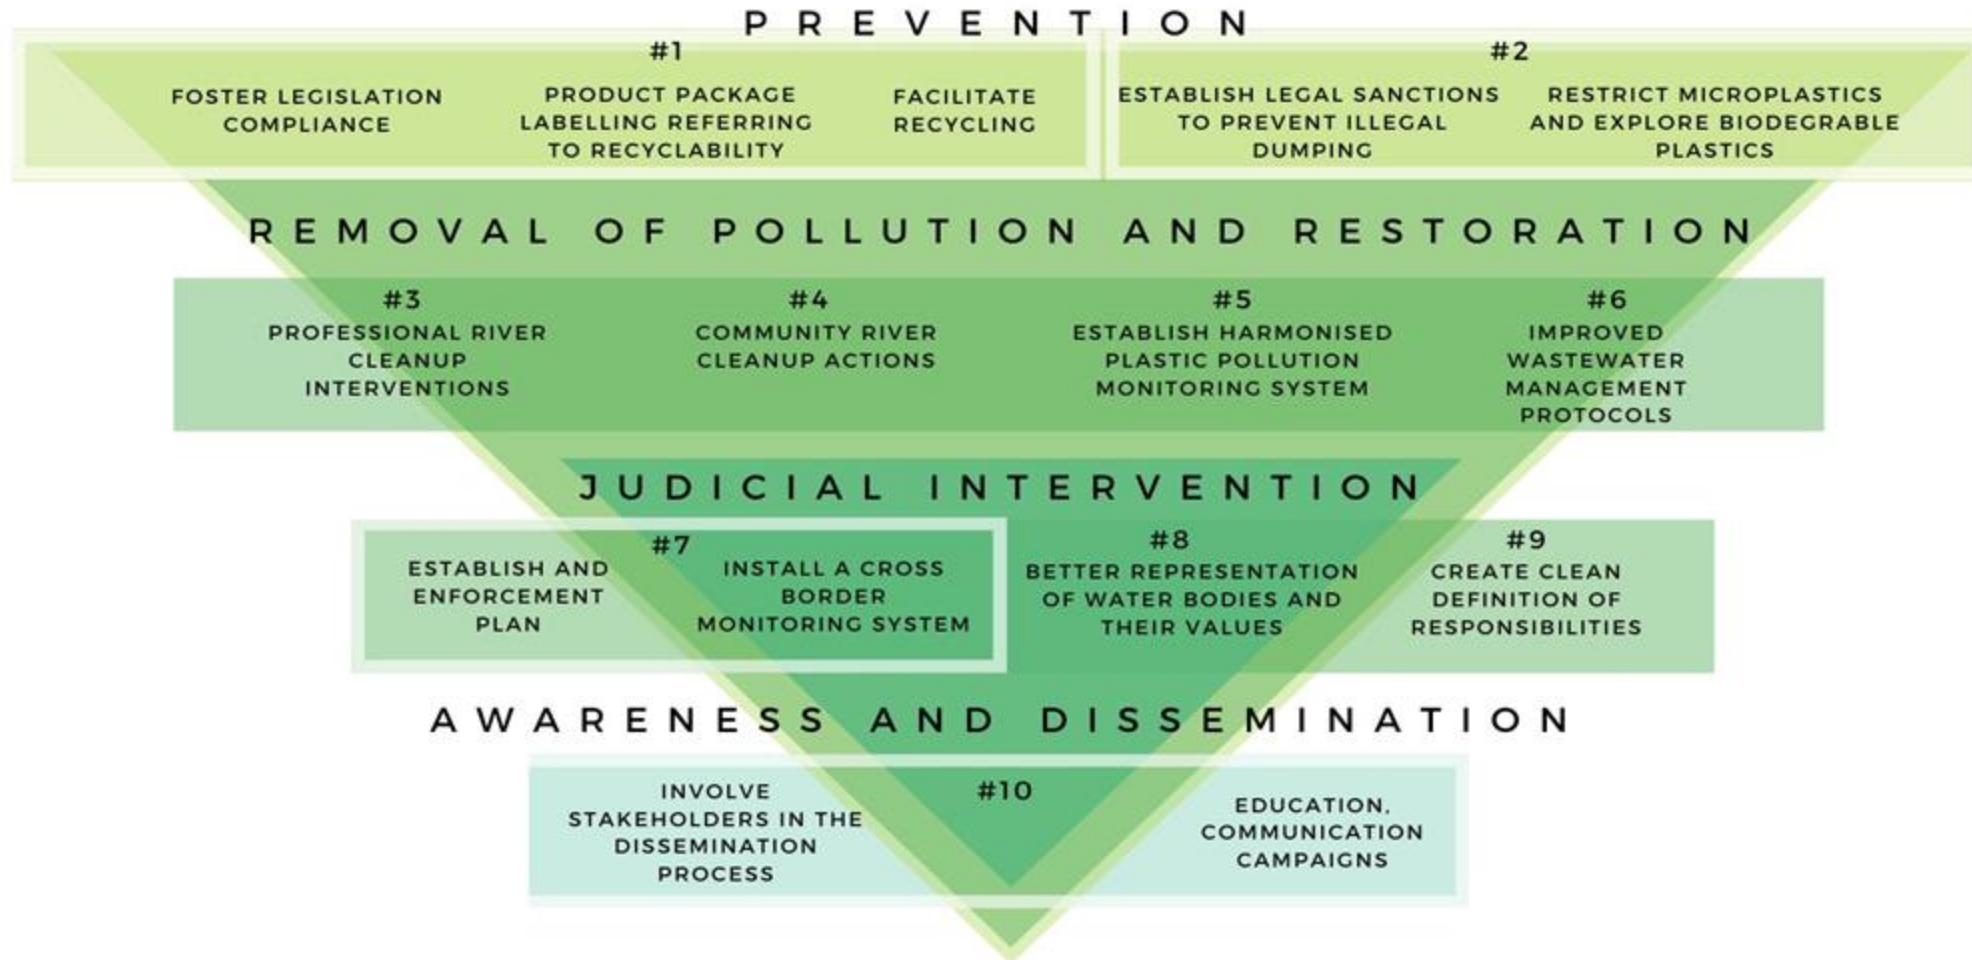 PREVENTION
#1
FOSTER LEGISLATION
COMPLIANCE
PRODUCT PACKAGE
LABELLING REFERRING
TO RECYCLABILITY
FACILITATE
RECYCLING
#2
ESTABLISH LEGAL SANCTIONS
TO PREVENT ILLEGAL
DUMPING
RESTRICT MICROPLASTICS
AND EXPLORE BIODEGRABLE
PLASTICS
REMOVAL OF POLLUTION AND RESTORATION
#3
PROFESSIONAL RIVER
CLEANUP
INTERVENTIONS
#4
COMMUNITY RIVER
CLEANUP ACTIONS
#5
ESTABLISH HARMONISED
PLASTIC POLLUTION
MONITORING SYSTEM
#6
IMPROVED
WASTEWATER
MANAGEMENT
PROTOCOLS
JUDICIAL INTERVENTION
#7
ESTABLISH AND
ENFORCEMENT
PLAN
INSTALL A CROSS
BORDER
MONITORING SYSTEM
#8
BETTER REPRESENTATION
OF WATER BODIES AND
THEIR VALUES
#9
CREATE CLEAN
DEFINITION OF
RESPONSIBILITIES
AWARENESS AND DISSEMINATION
#10
INVOLVE
STAKEHOLDERS IN THE
DISSEMINATION
PROCESS
EDUCATION,
COMMUNICATION
CAMPAIGNS